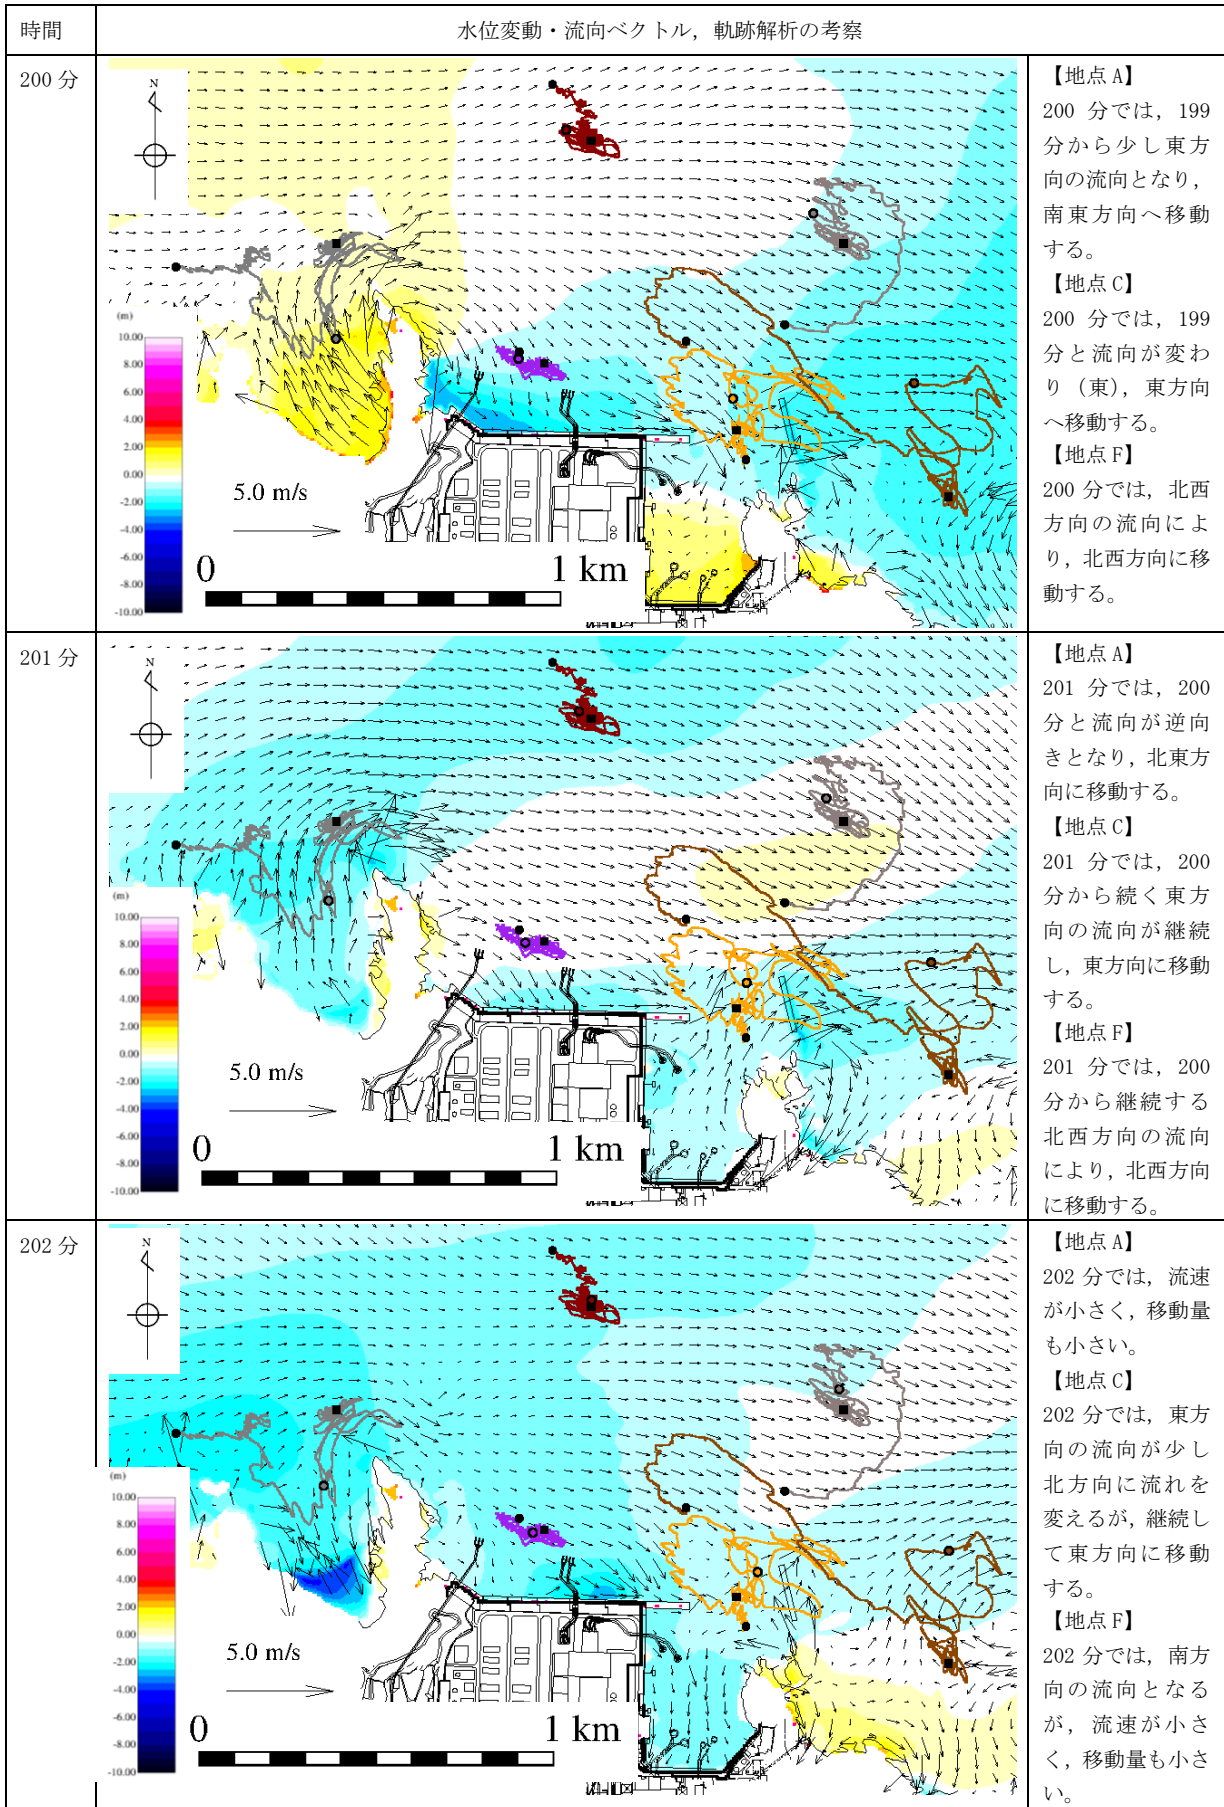 時間
水位変動・流向ベクトル，軌跡解析の考察
200 分
N
(m)
10.00
8.00
6.00
4.00
2.00
0.00
-2.00
-4.00
-6.00
-8.00
-10.00
5.0 m/s
0
1 km
【地点 A】
200 分では，199
分から少し東方
向の流向となり，
南東方向へ移動
する。
【地点 C】
200 分では，199
分と流向が変わ
り（東），東方向
へ移動する。
【地点 F】
200 分では，北西
方向の流向によ
り，北西方向に移
動する。
201 分
N
(m)
10.00
8.00
6.00
4.00
2.00
0.00
-2.00
-4.00
-6.00
-8.00
-10.00
5.0 m/s
0
1 km
【地点 A】
201 分では，200
分と流向が逆向
きとなり，北東方
向に移動する。
【地点 C】
201 分では，200
分から続く東方
向の流向が継続
し，東方向に移動
する。
【地点 F】
201 分では，200
分から継続する
北西方向の流向
により，北西方向
に移動する。
202 分
N
(m)
10.00
8.00
6.00
4.00
2.00
0.00
-2.00
-4.00
-6.00
-8.00
-10.00
5.0 m/s
0
1 km
【地点 A】
202 分では，流速
が小さく，移動量
も小さい。
【地点 C】
202 分では，東方
向の流向が少し
北方向に流れを
変えるが，継続し
て東方向に移動
する。
【地点 F】
202 分では，南方
向の流向となる
が，流速が小さ
く，移動量も小さ
い。